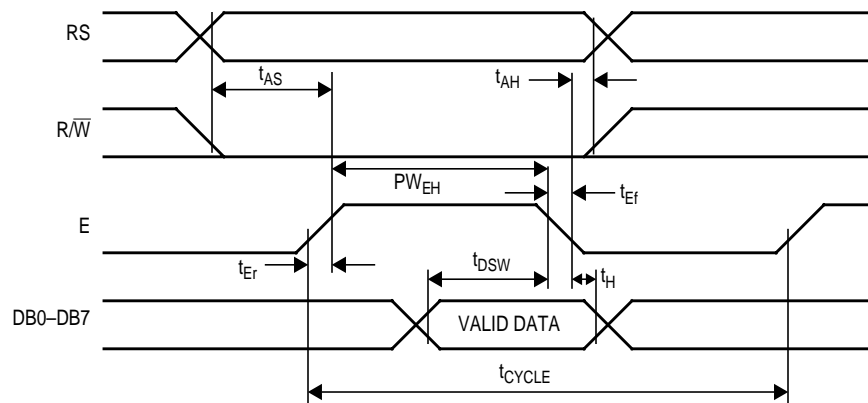 RS
tAS
tAH
R/W̅
PWEH
tEf
E
tEr
tDSW
tH
DB0–DB7
VALID DATA
tCYCLE